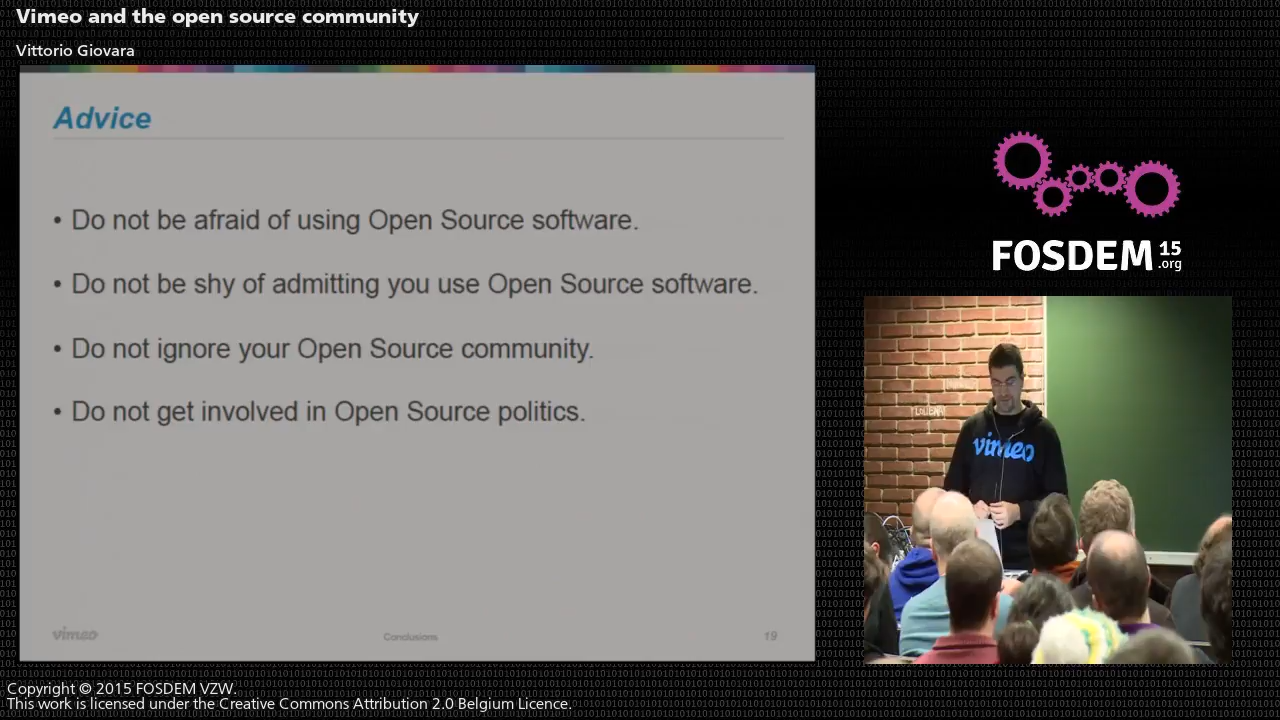 Vimeo and the open source community
Vittorio Giovara
Advice
• Do not be afraid of using Open Source software.
• Do not be shy of admitting you use Open Source software.
• Do not ignore your Open Source community.
• Do not get involved in Open Source politics.
vimeo
Conclusions
19
FOSDEM 15
.org
vimeo
Copyright © 2015 FOSDEM VZW.
This work is licensed under the Creative Commons Attribution 2.0 Belgium Licence.